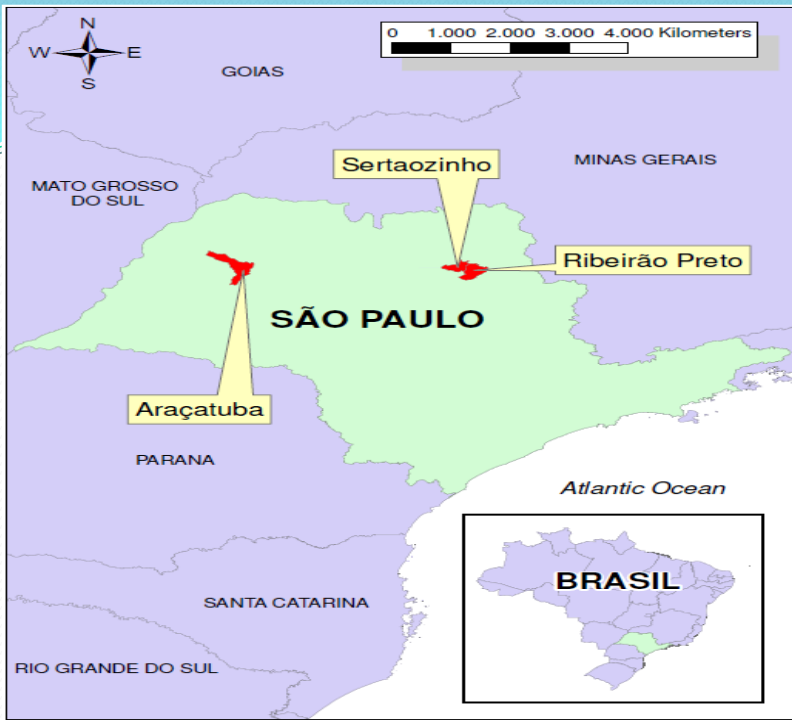 N
W E
S
0 1.000 2.000 3.000 4.000 Kilometers
GOIAS
Sertaozinho
MINAS GERAIS
MATO GROSSO
DO SUL
Ribeirão Preto
SÃO PAULO
Araçatuba
PARANA
Atlantic Ocean
BRASIL
SANTA CATARINA
RIO GRANDE DO SUL